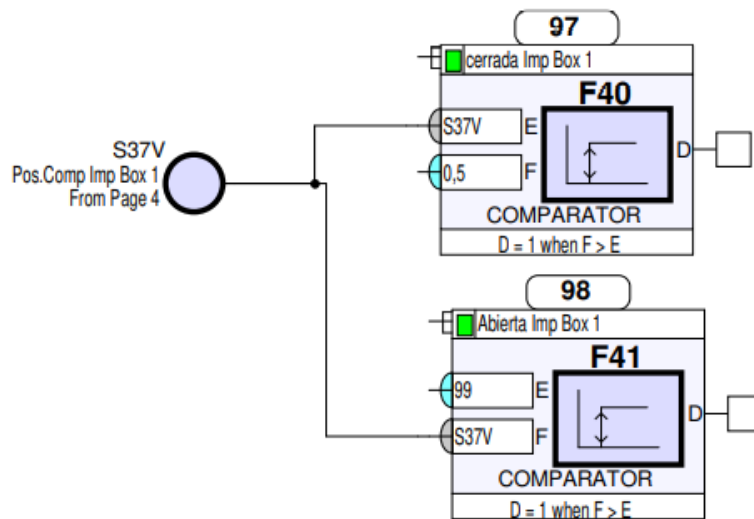 97
cerrada Imp Box 1
F40
S37V E
0,5 F
D
COMPARATOR
D = 1 when F > E
S37V
Pos.Comp Imp Box 1
From Page 4
98
Abierta Imp Box 1
F41
99 E
S37V F
D
COMPARATOR
D = 1 when F > E